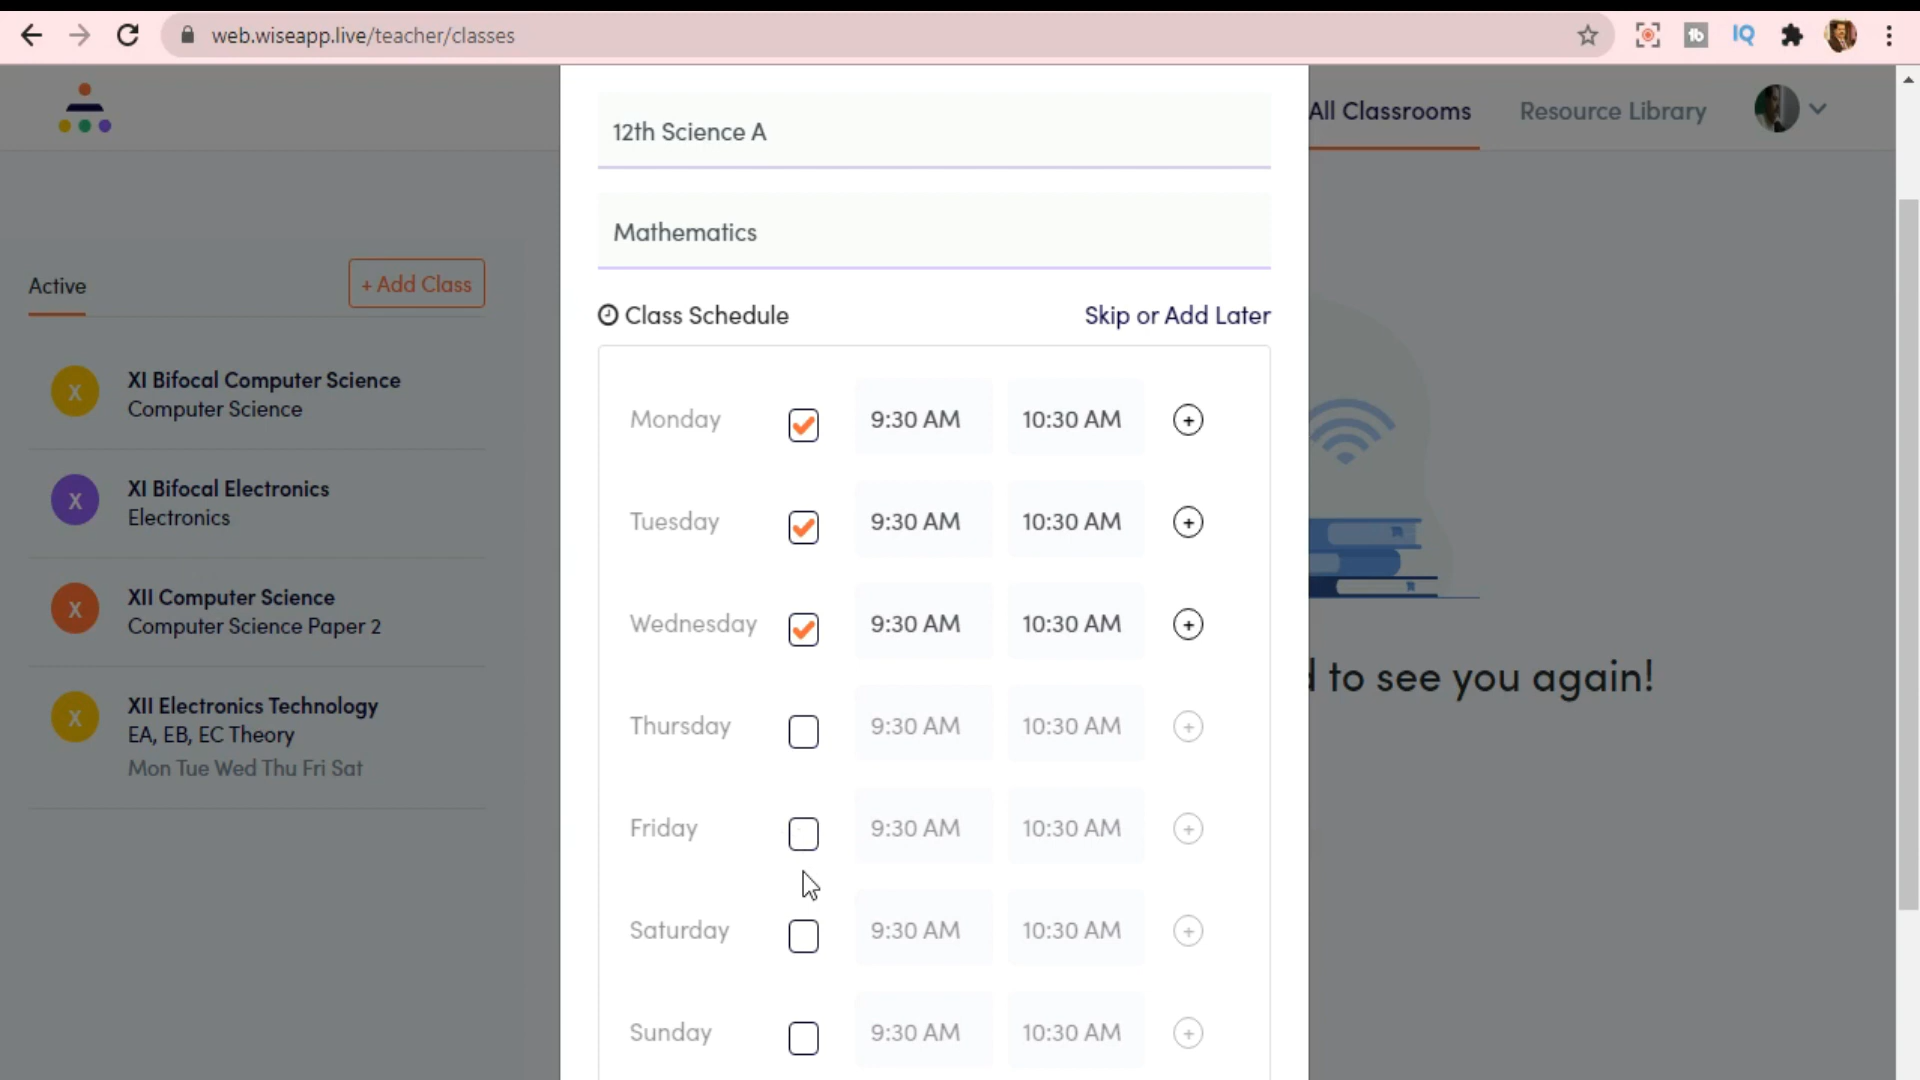 web.wiseapp.live/teacher/classes
tb
IQ
All Classrooms
Resource Library
Active
+ Add Class
X
XI Bifocal Computer Science
Computer Science
X
XI Bifocal Electronics
Electronics
X
XII Computer Science
Computer Science Paper 2
X
XII Electronics Technology
EA, EB, EC Theory
Mon Tue Wed Thu Fri Sat
12th Science A
Mathematics
Class Schedule
Skip or Add Later
Monday 9:30 AM 10:30 AM +
Tuesday 9:30 AM 10:30 AM +
Wednesday 9:30 AM 10:30 AM +
Thursday 9:30 AM 10:30 AM +
Friday 9:30 AM 10:30 AM +
Saturday 9:30 AM 10:30 AM +
Sunday 9:30 AM 10:30 AM +
to see you again!